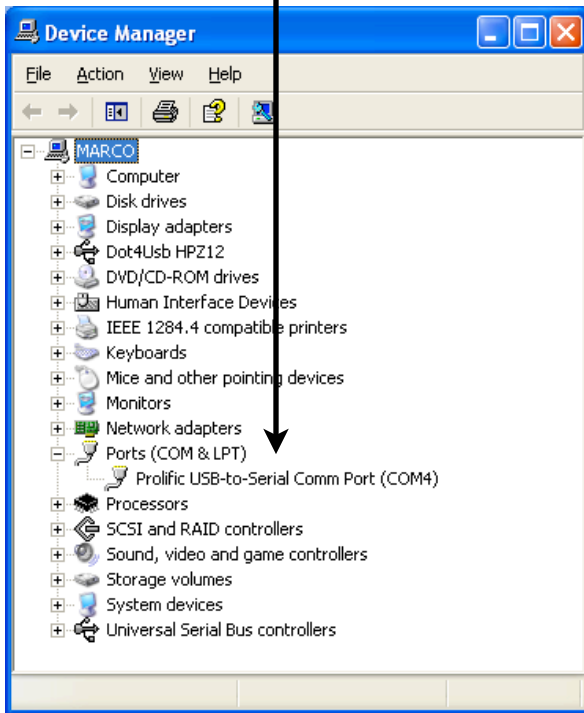 Device Manager
File Action View Help
MARCO
Computer
Disk drives
Display adapters
Dot4Usb HPZ12
DVD/CD-ROM drives
Human Interface Devices
IEEE 1284.4 compatible printers
Keyboards
Mice and other pointing devices
Monitors
Network adapters
Ports (COM & LPT)
Prolific USB-to-Serial Comm Port (COM4)
Processors
SCSI and RAID controllers
Sound, video and game controllers
Storage volumes
System devices
Universal Serial Bus controllers